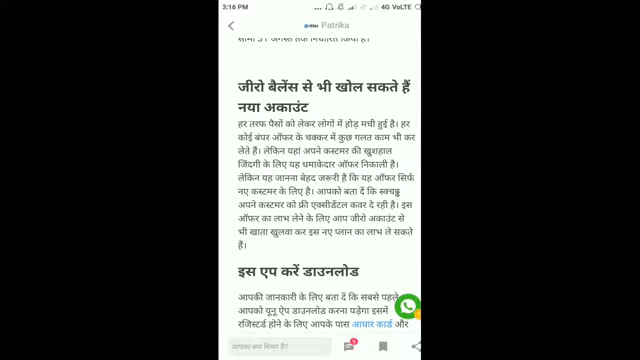 3:16 PM
... 4G VoLTE
Patrika
सीमा 31 अगस्त तक निर्धारित किया है।
जीरो बैलेंस से भी खोल सकते हैं
नया अकाउंट
हर तरफ पैसों को लेकर लोगों में होड़ मची हुई है। हर
कोई बंपर ऑफर के चक्कर में कुछ गलत काम भी कर
लेते हैं। लेकिन यहां अपने कस्टमर की खुशहाल
जिंदगी के लिए यह धमाकेदार ऑफर निकाली है।
लेकिन यह जानना बेहद जरूरी है कि यह ऑफर सिर्फ
नए कस्टमर के लिए है। आपको बता दें कि स्क्चढ्ढ
अपने कस्टमर को फ्री एक्सीडेंटल कवर दे रही है। इस
ऑफर का लाभ लेने के लिए आप जीरो अकाउंट से
भी खाता खुलवा कर इस नए प्लान का लाभ ले सकते
हैं।
इस एप करें डाउनलोड
आपकी जानकारी के लिए बता दें कि सबसे पहले
आपको यूनू ऐप डाउनलोड करना पड़ेगा इसमें
रजिस्टर्ड होने के लिए आपके पास आधार कार्ड और
आपका क्या विचार है?